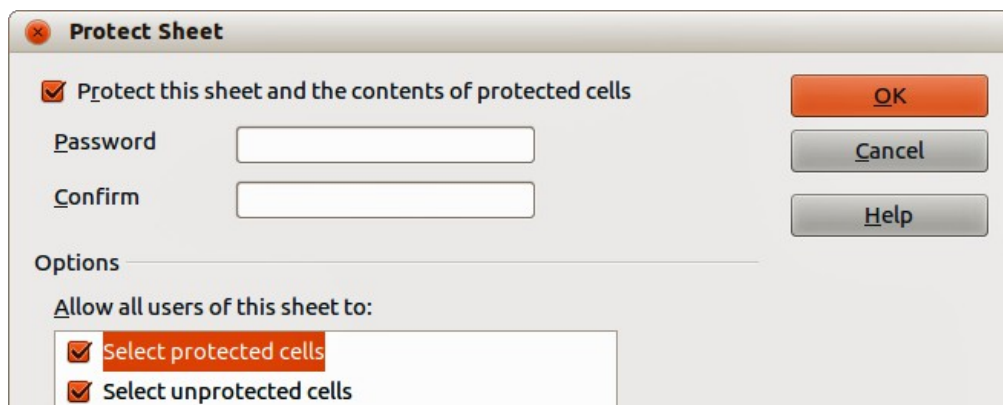 Protect Sheet
Protect this sheet and the contents of protected cells
OK
Password
Cancel
Confirm
Help
Options
Allow all users of this sheet to:
Select protected cells
Select unprotected cells